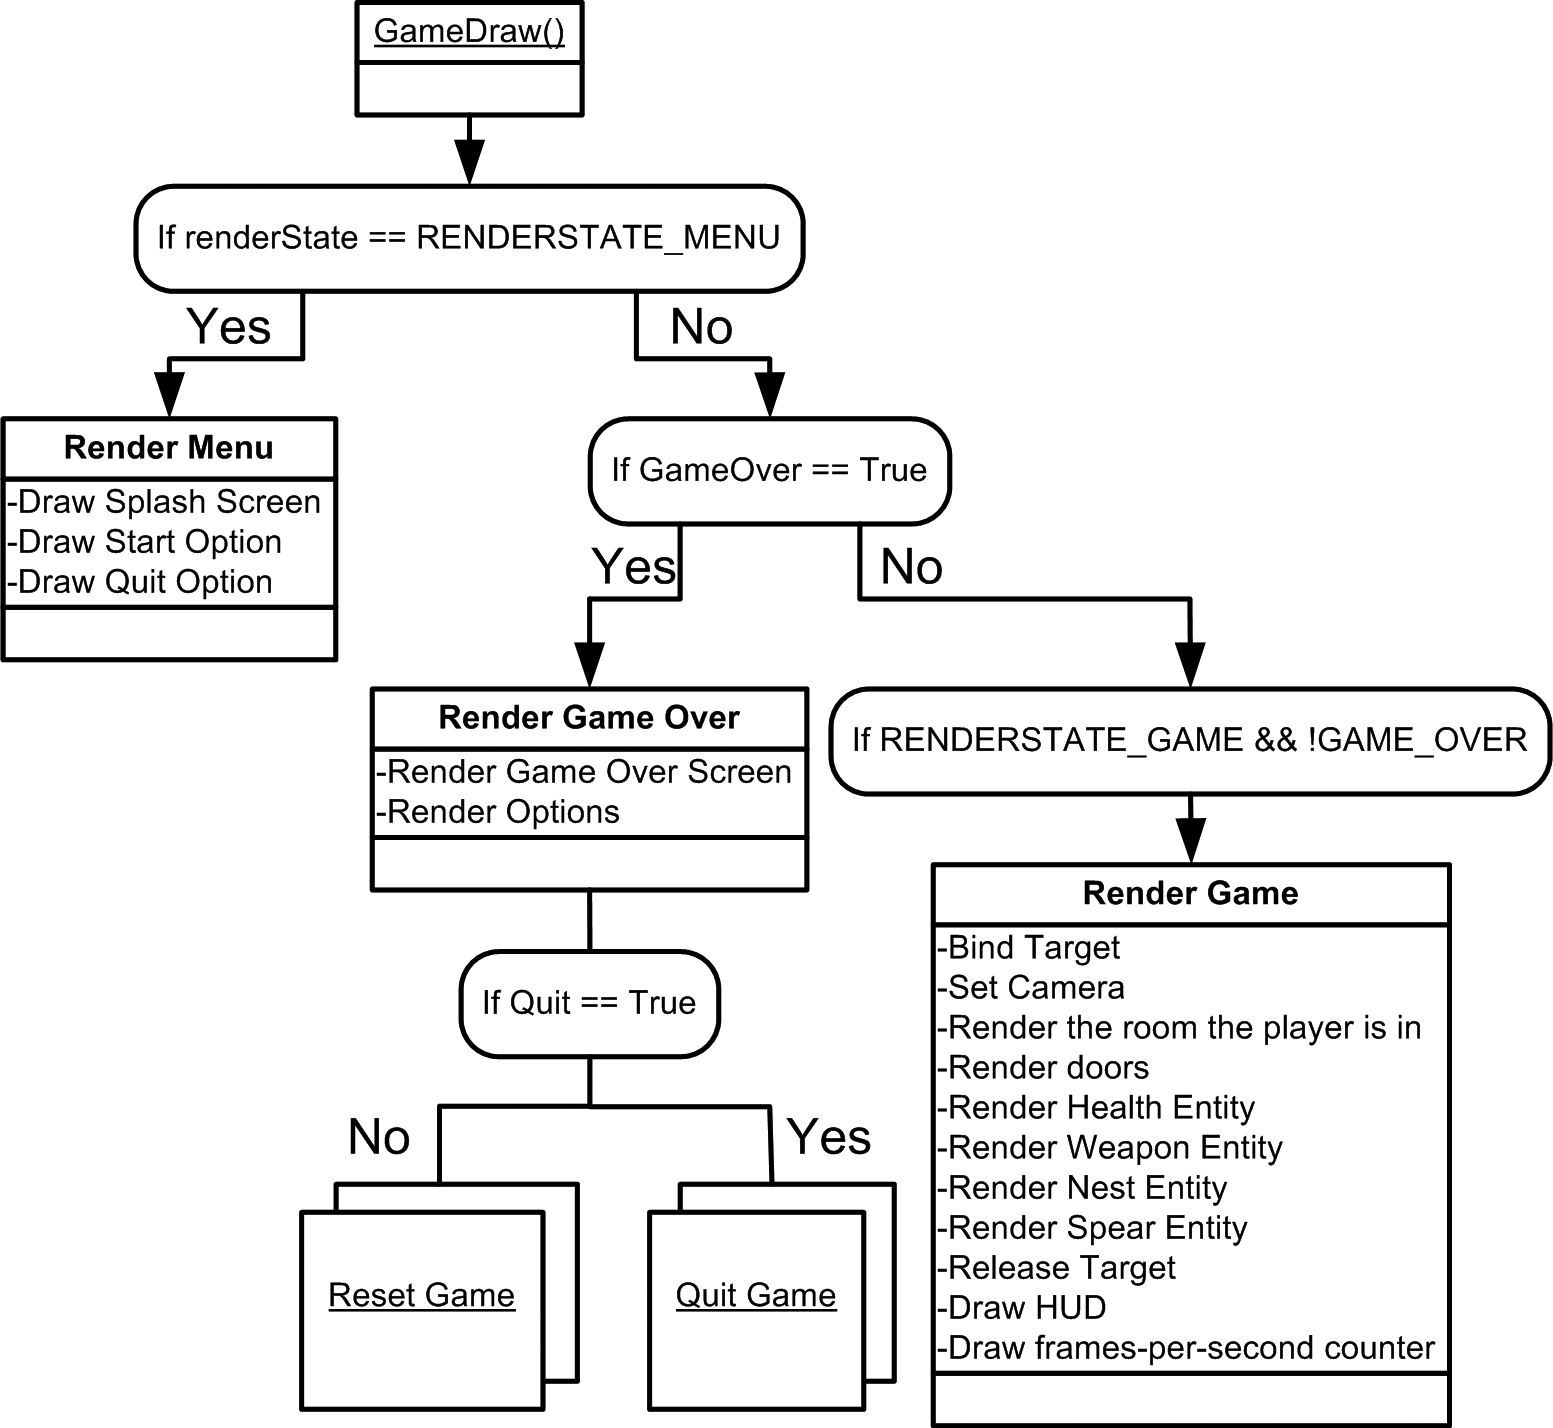 GameDraw()
If renderState == RENDERSTATE_MENU
Yes
No
Render Menu
-Draw Splash Screen
-Draw Start Option
-Draw Quit Option
If GameOver == True
Yes
No
Render Game Over
-Render Game Over Screen
-Render Options
If RENDERSTATE_GAME && !GAME_OVER
If Quit == True
No
Yes
Reset Game
Quit Game
Render Game
-Bind Target
-Set Camera
-Render the room the player is in
-Render doors
-Render Health Entity
-Render Weapon Entity
-Render Nest Entity
-Render Spear Entity
-Release Target
-Draw HUD
-Draw frames-per-second counter